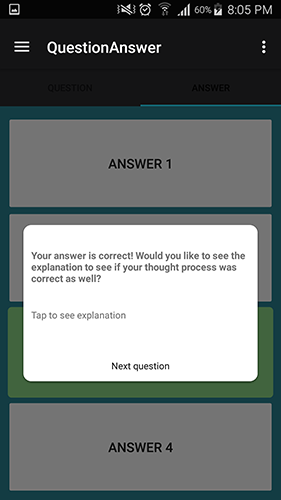 60% 8:05 PM
QuestionAnswer
QUESTION ANSWER
ANSWER 1
Your answer is correct! Would you like to see the
explanation to see if your thought process was
correct as well?
Tap to see explanation
Next question
ANSWER 4